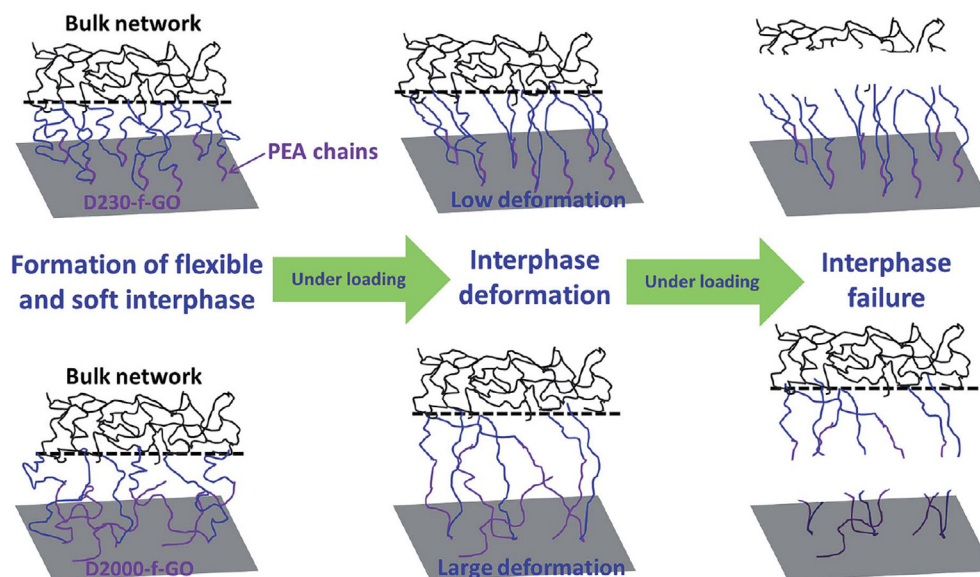 Bulk network
PEA chains
D230-f-GO
Low deformation
Formation of flexible
and soft interphase
Under loading
Interphase
deformation
Under loading
Interphase
failure
Bulk network
D2000-f-GO
Large deformation